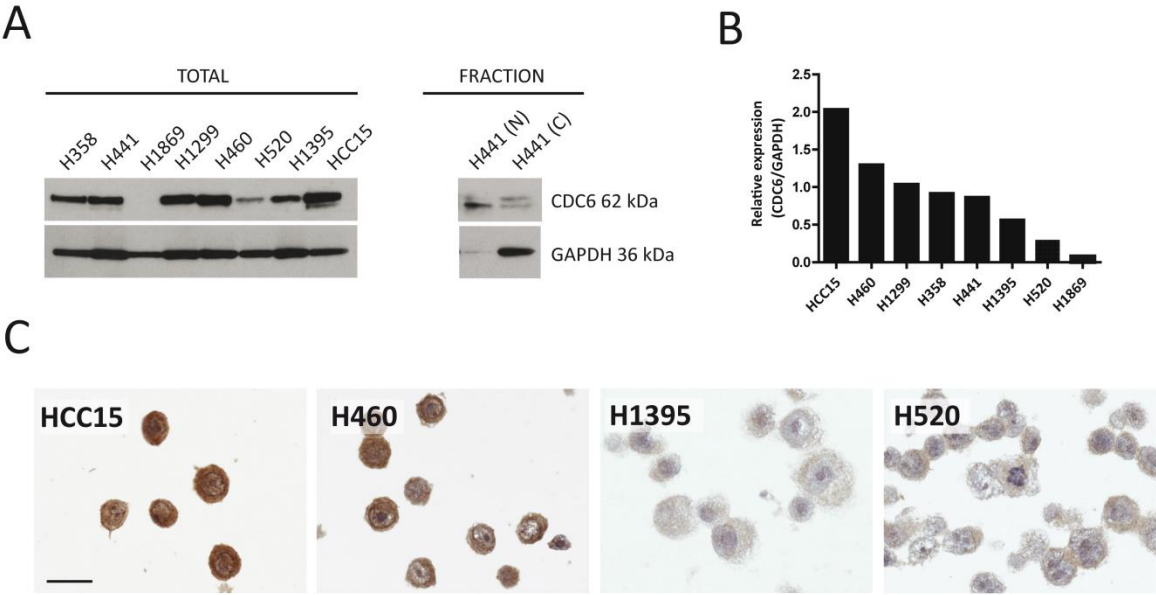 A
TOTAL
H358
H441
H1869
H1299
H460
H520
H1395
HCC15
FRACTION
H441 (N)
H441 (C)
CDC6 62 kDa
GAPDH 36 kDa
B
Relative expression
(CDC6/GAPDH)
2.5
2.0
1.5
1.0
0.5
0.0
HCC15
H460
H1299
H358
H441
H1395
H520
H1869
C
HCC15
H460
H1395
H520